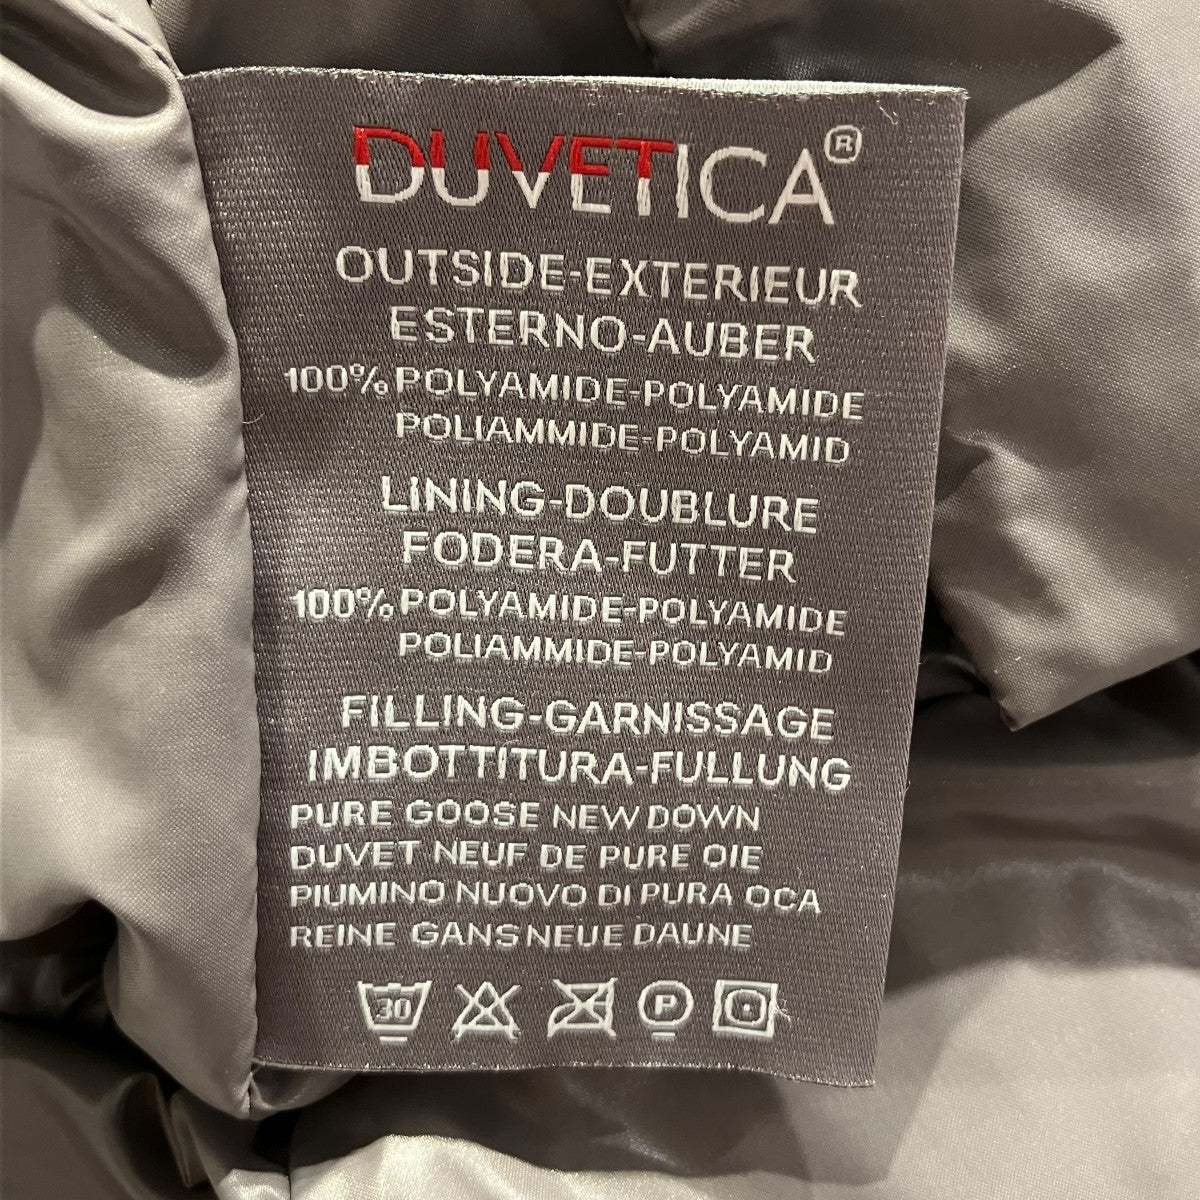 DUVETICA®
OUTSIDE-EXTERIEUR
ESTERNO-AUBER
100% POLYAMIDE-POLYAMIDE
POLIAMMIDE-POLYAMID
LINING-DOUBLURE
FODERA-FUTTER
100% POLYAMIDE-POLYAMIDE
POLIAMMIDE-POLYAMID
FILLING-GARNISSAGE
IMBOTTITURA-FULLUNG
PURE GOOSE NEW DOWN
DUVET NEUF DE PURE OIE
PIUMINO NUOVO DI PURA OCA
REINE GANS NEUE DAUNE
30 P